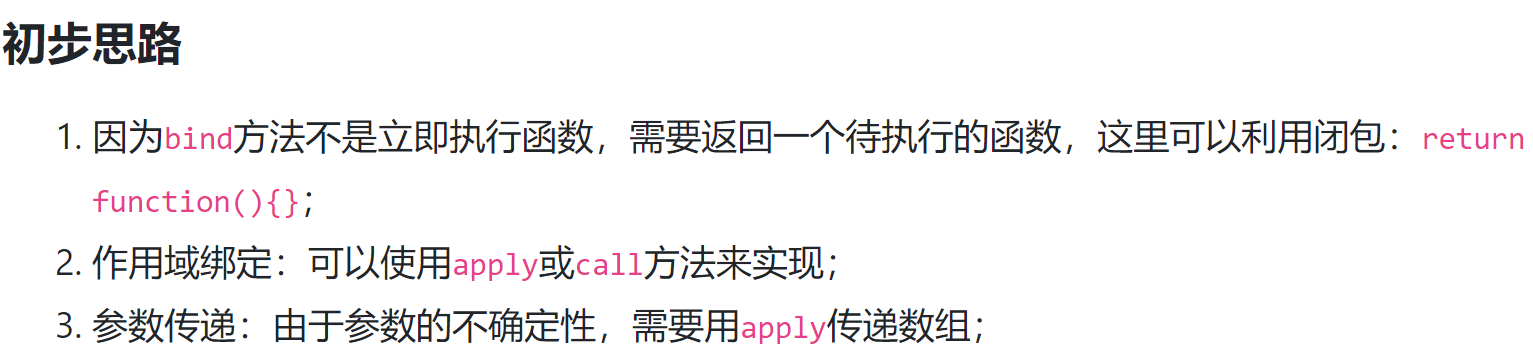 初步思路
1. 因为bind方法不是立即执行函数，需要返回一个待执行的函数，这里可以利用闭包：return
function(){}；
2. 作用域绑定：可以使用apply或call方法来实现；
3. 参数传递：由于参数的不确定性，需要用apply传递数组；